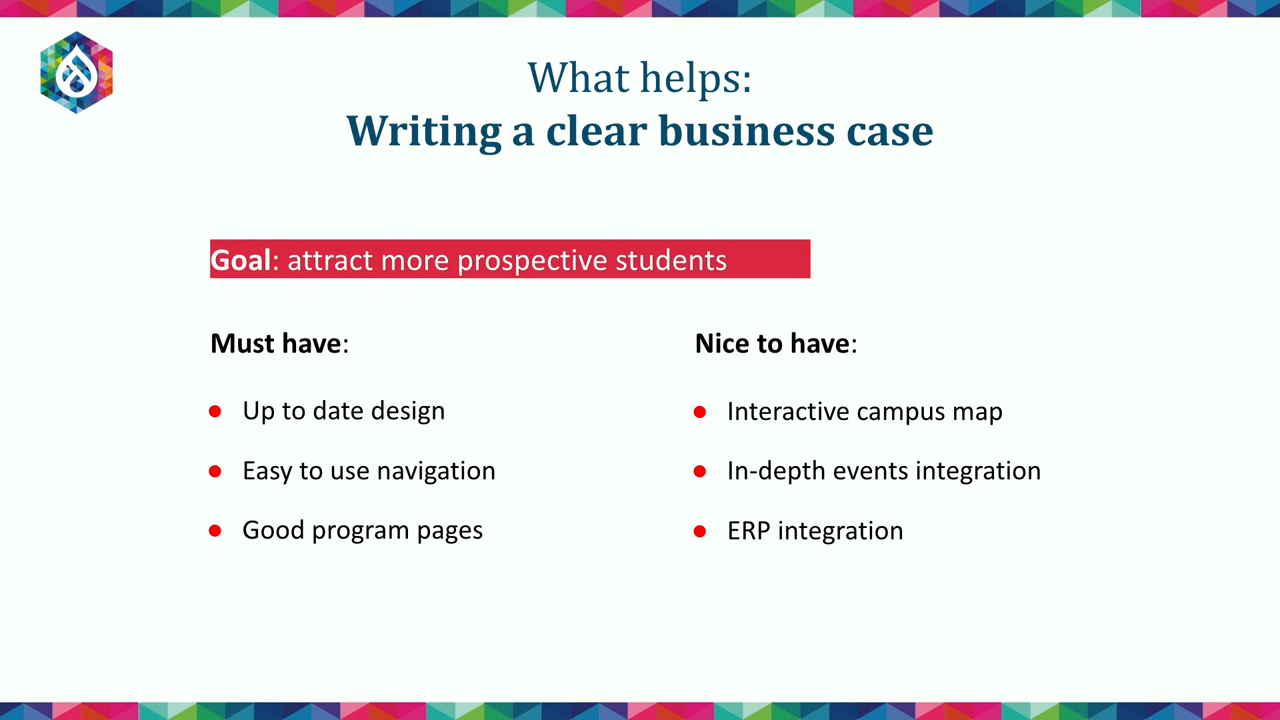 What helps:
Writing a clear business case
Goal: attract more prospective students
Must have:
● Up to date design
● Easy to use navigation
● Good program pages
Nice to have:
● Interactive campus map
● In-depth events integration
● ERP integration